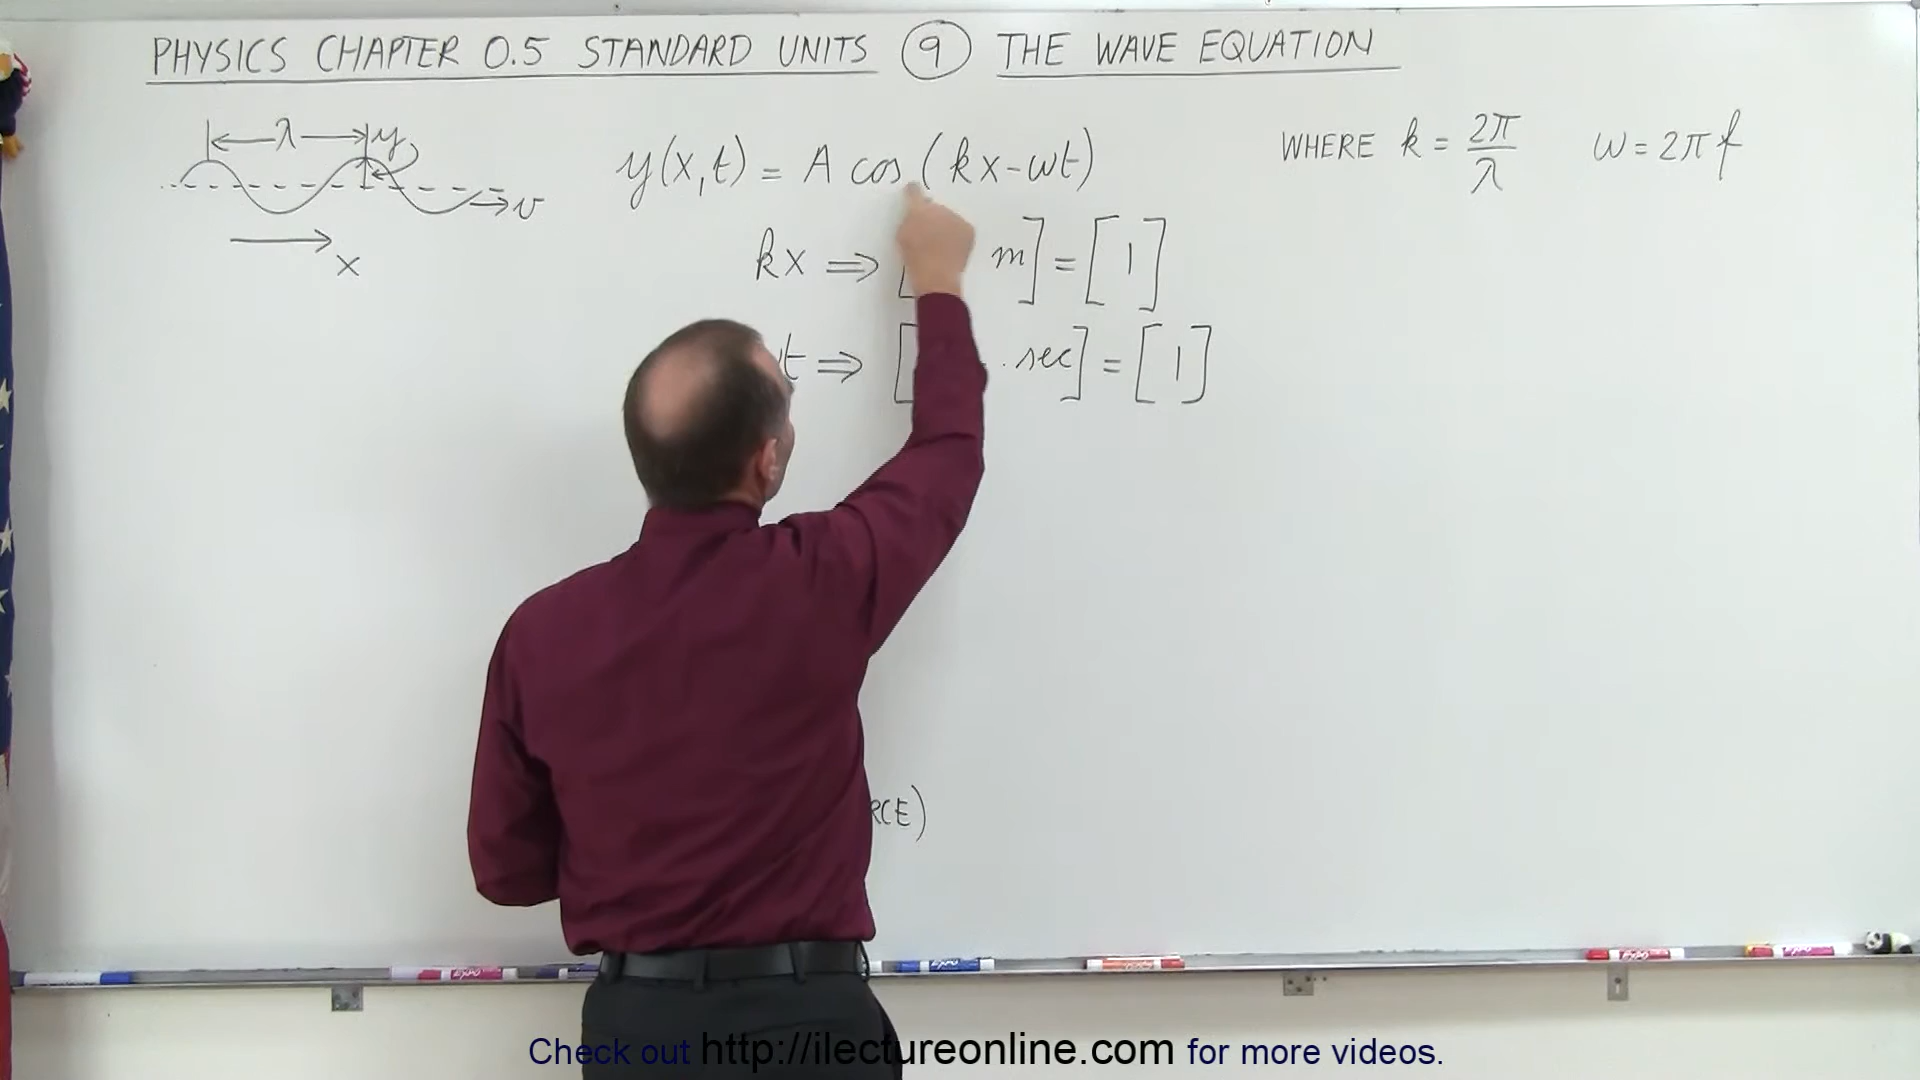 PHYSICS CHAPTER 0.5 STANDARD UNITS 9 THE WAVE EQUATION
λ y
v
x
y(x,t) = A cos (kx-ωt)
WHERE k = 2π/λ ω = 2πf
kx ⇒ [ m] = [1]
t ⇒ [ . sec] = [1]
RCE)
EXPO
Check out http://ilectureonline.com for more videos.